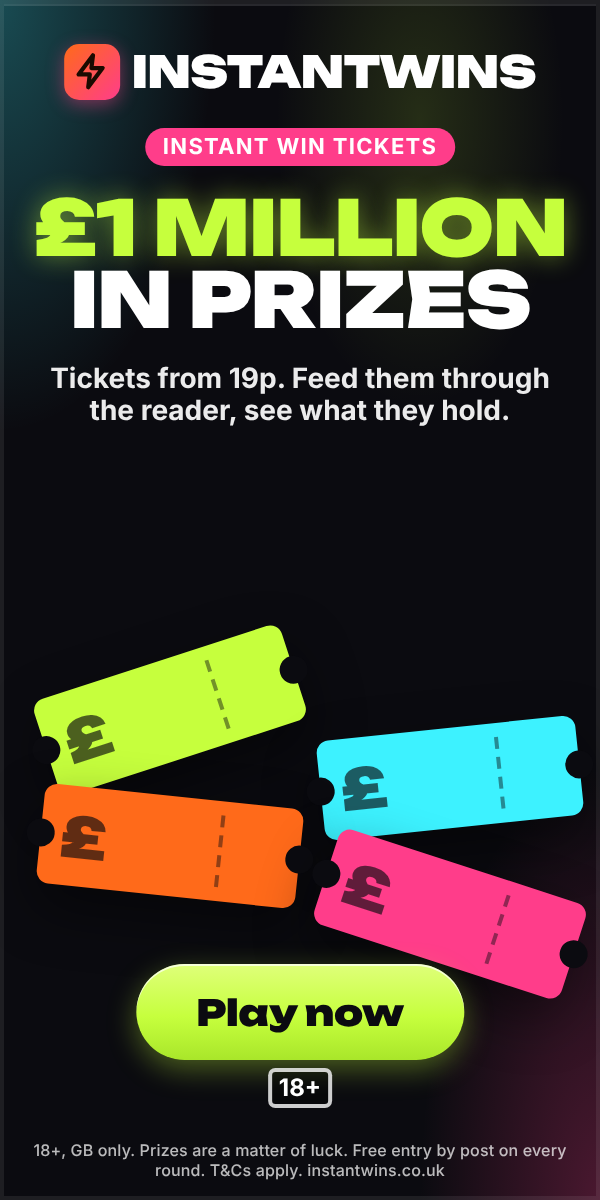 INSTANTWINS
INSTANT WIN TICKETS
£1 MILLION
IN PRIZES
Tickets from 19p. Feed them through
the reader, see what they hold.
£
£
£
£
Play now
18+
18+, GB only. Prizes are a matter of luck. Free entry by post on every
round. T&Cs apply. instantwins.co.uk